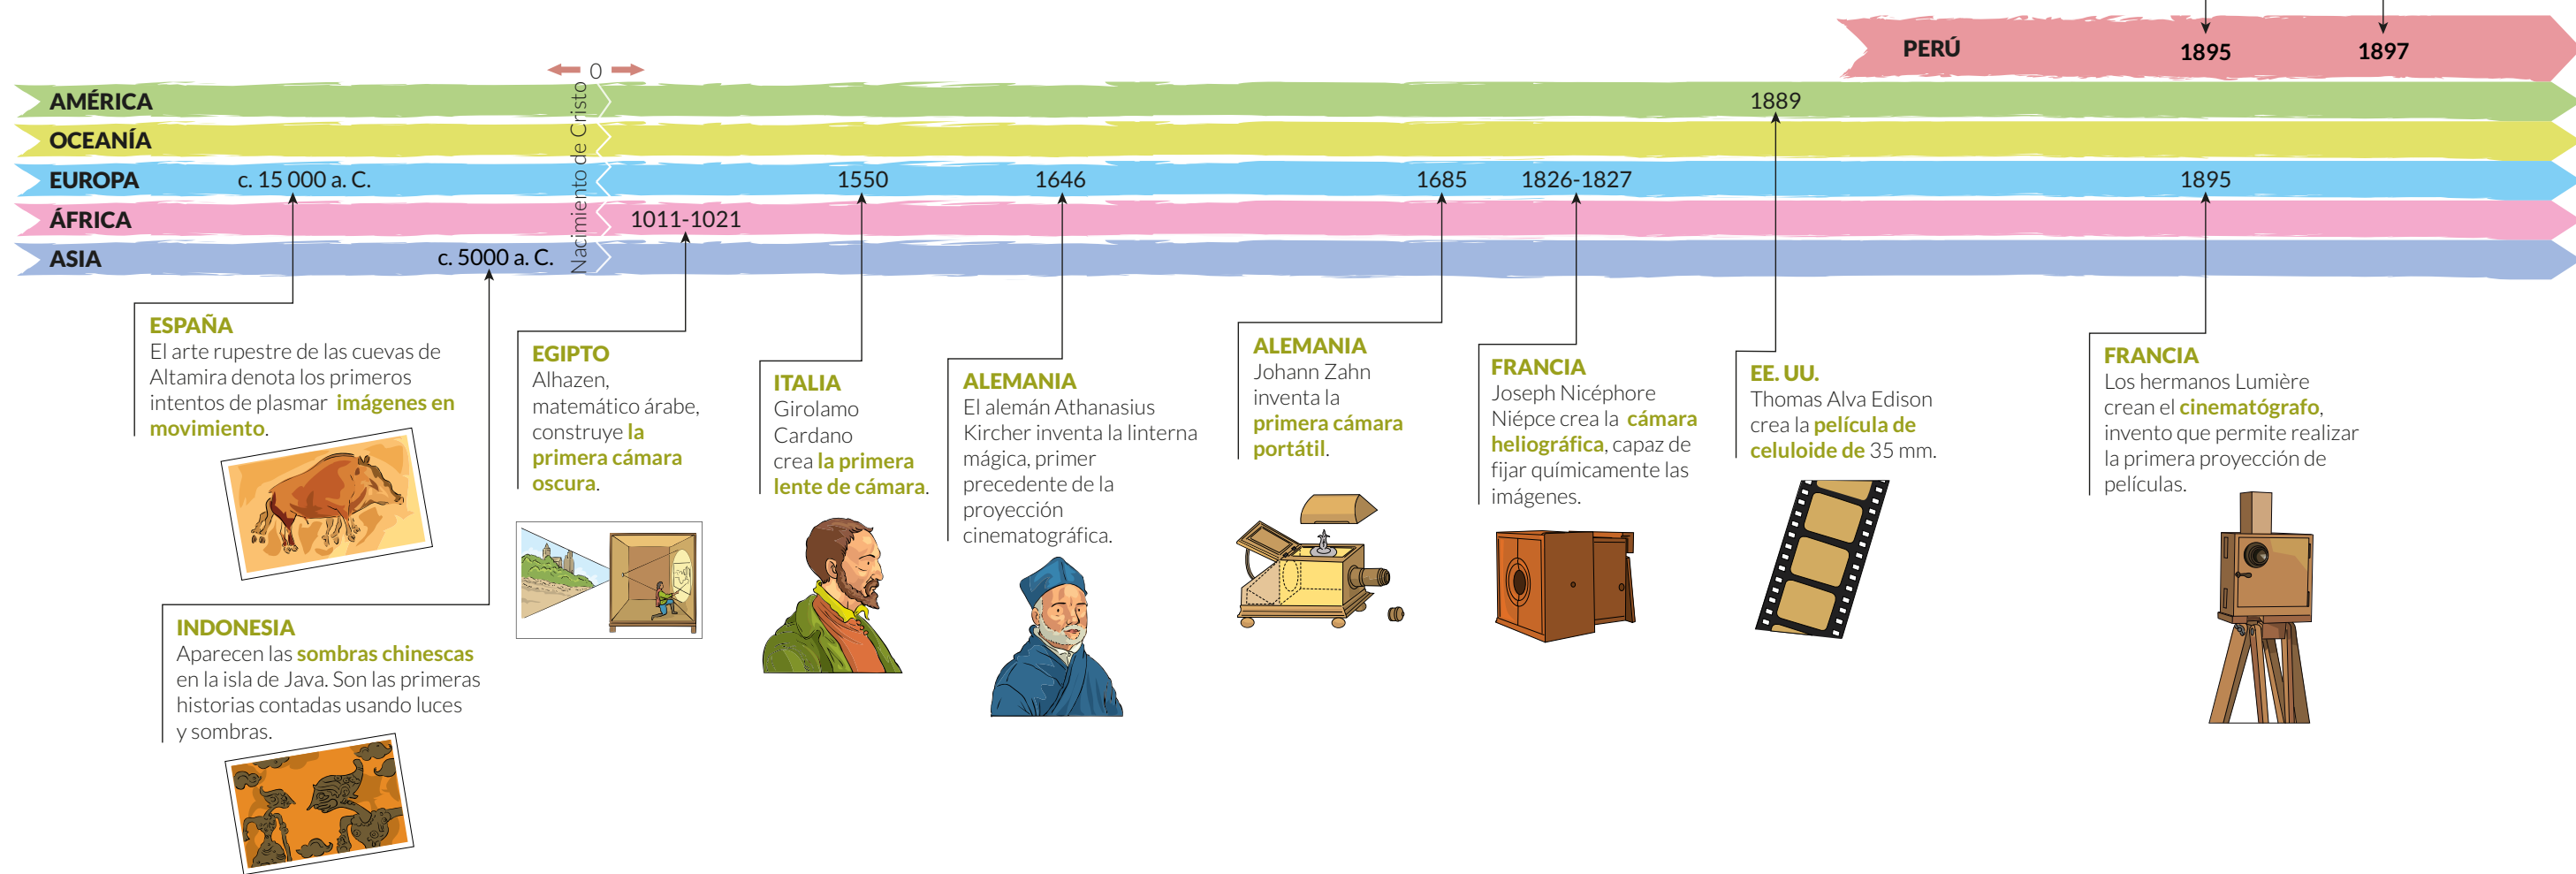 PERÚ
1895
1897
0
Nacimiento de Cristo
AMÉRICA
1889
OCEANÍA
EUROPA
c. 15 000 a. C.
1550
1646
1685
1826-1827
1895
ÁFRICA
1011-1021
ASIA
c. 5000 a. C.
ESPAÑA
El arte rupestre de las cuevas de
Altamira denota los primeros
intentos de plasmar imágenes en
movimiento.
INDONESIA
Aparecen las sombras chinescas
en la isla de Java. Son las primeras
historias contadas usando luces
y sombras.
EGIPTO
Alhazen,
matemático árabe,
construye la
primera cámara
oscura.
ITALIA
Girolamo
Cardano
crea la primera
lente de cámara.
ALEMANIA
El alemán Athanasius
Kircher inventa la linterna
mágica, primer
precedente de la
proyección
cinematográfica.
ALEMANIA
Johann Zahn
inventa la
primera cámara
portátil.
FRANCIA
Joseph Nicéphore
Niépce crea la cámara
heliográfica, capaz de
fijar químicamente las
imágenes.
EE. UU.
Thomas Alva Edison
crea la película de
celuloide de 35 mm.
FRANCIA
Los hermanos Lumière
crean el cinematógrafo,
invento que permite realizar
la primera proyección de
películas.